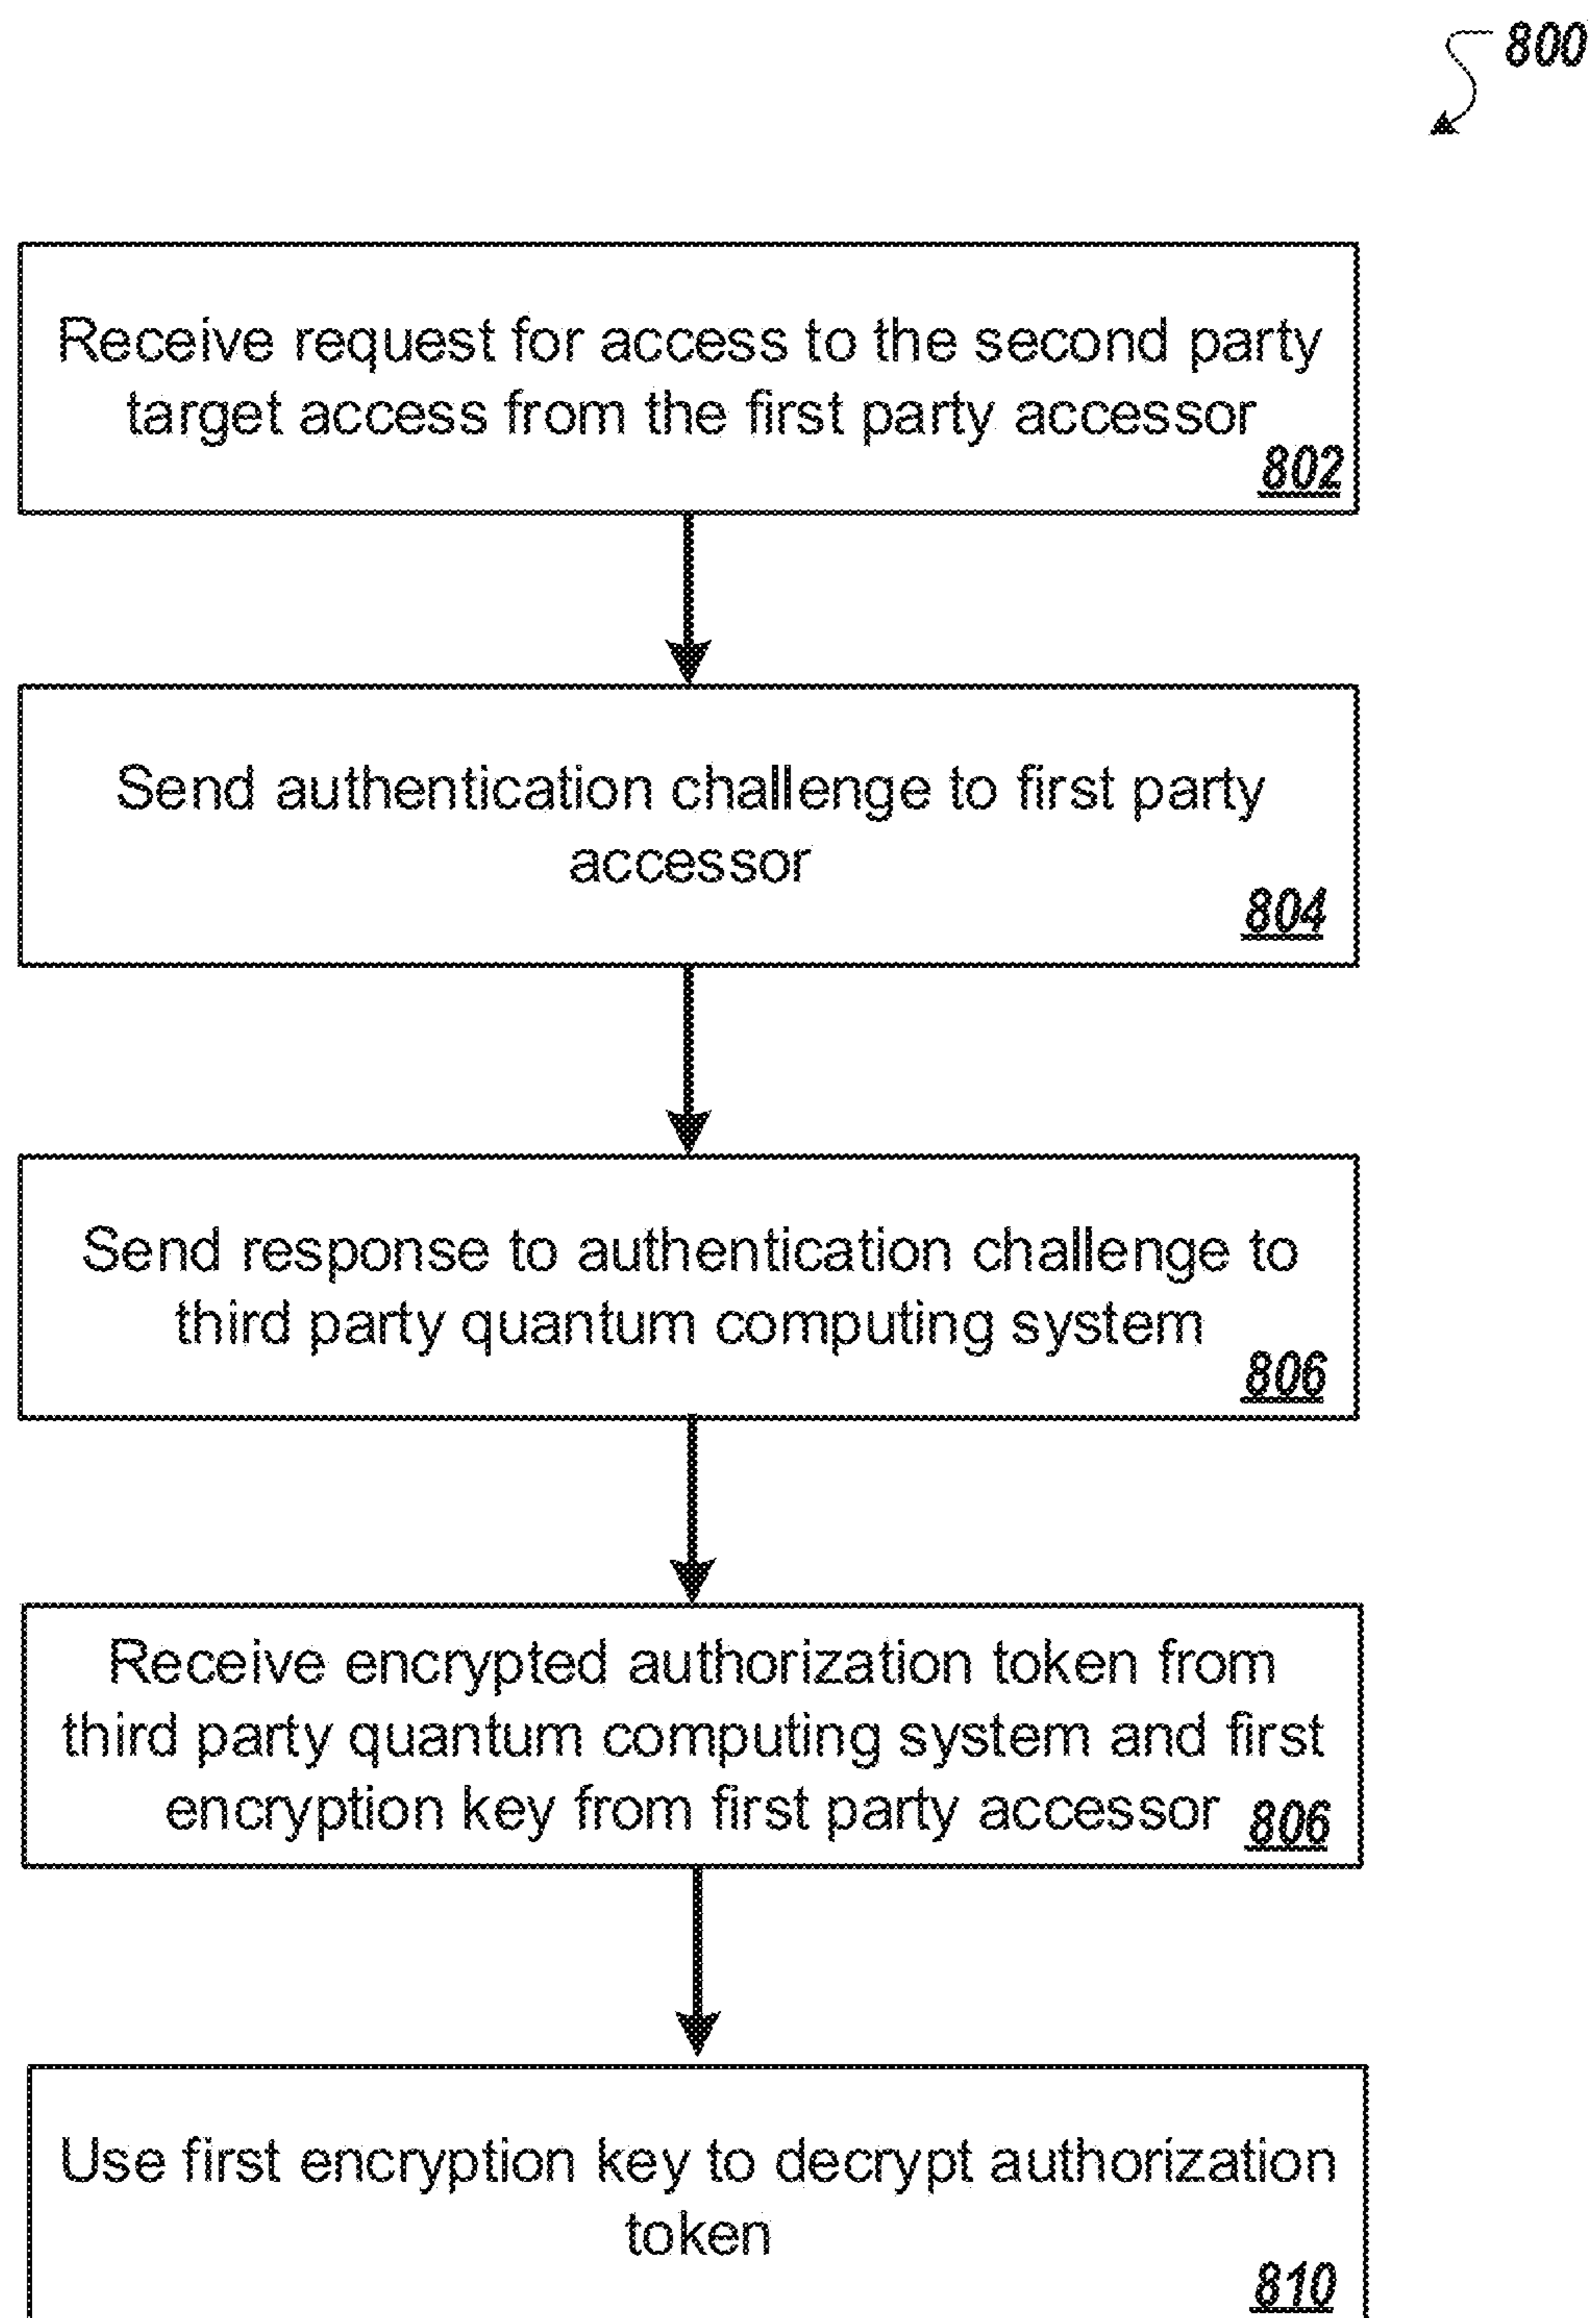 800
Receive request for access to the second party
target access from the first party accessor
802
Send authentication challenge to first party
accessor
804
Send response to authentication challenge to
third party quantum computing system
806
Receive encrypted authorization token from
third party quantum computing system and first
encryption key from first party accessor
806
Use first encryption key to decrypt authorization
token
810